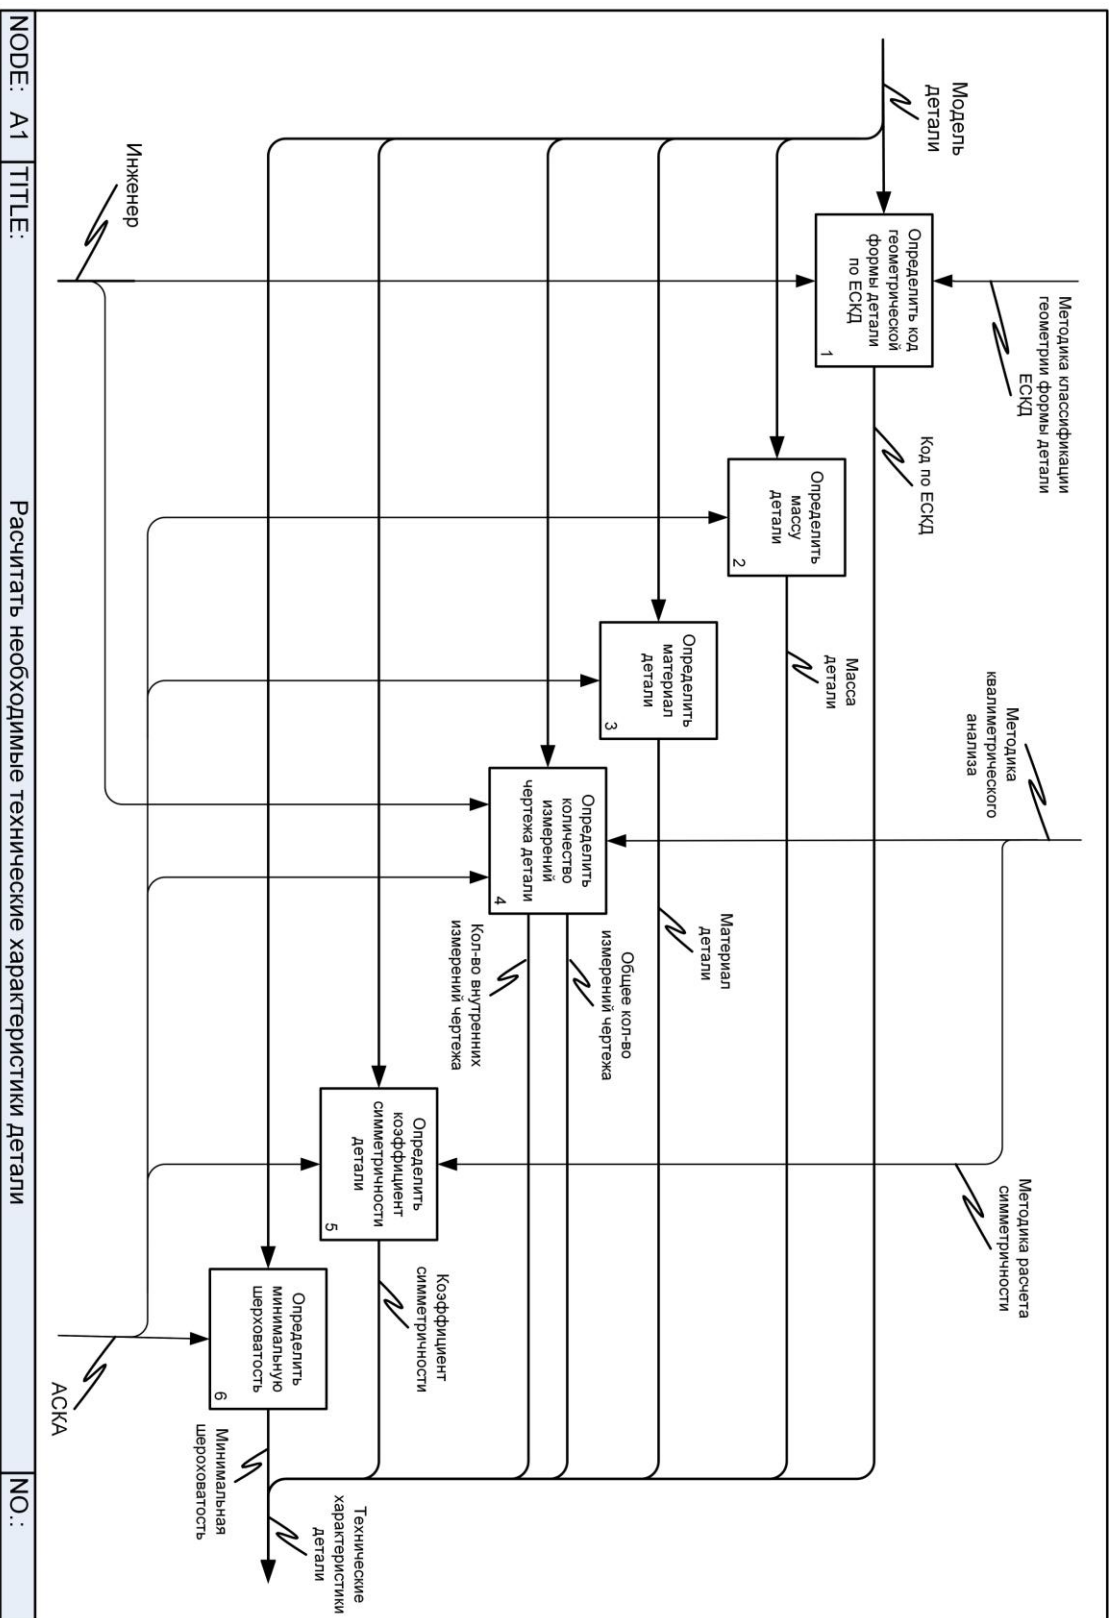 Модель
детали
Методика классификации
геометрии формы детали
ЕСКД
Методика
квалиметрического
анализа
Методика расчета
симметричности
Определить код
геометрической
формы детали
по ЕСКД
1
Код по ЕСКД
Определить
массу
детали
2
Масса
детали
Определить
материал
детали
3
Материал
детали
Определить
количество
измерений
чертежа детали
4
Общее кол-во
измерений чертежа
Кол-во внутренних
измерений чертежа
Определить
коэффициент
симметричности
детали
5
Коэффициент
симметричности
Определить
минимальную
шерховатость
6
Минимальная
шероховатость
Технические
характеристики
детали
Инженер
АСКА
NODE: A1
TITLE:
Расчитать необходимые технические характеристики детали
NO.: